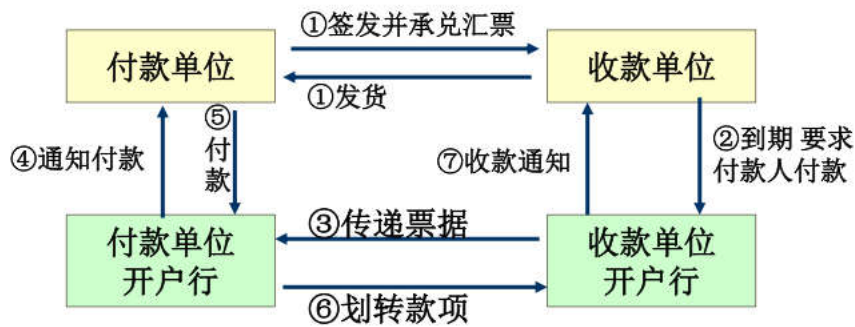 ①签发并承兑汇票
付款单位
收款单位
①发货
④通知付款
⑤
付
款
⑦收款通知
②到期 要求
付款人付款
付款单位
开户行
③传递票据
收款单位
开户行
⑥划转款项